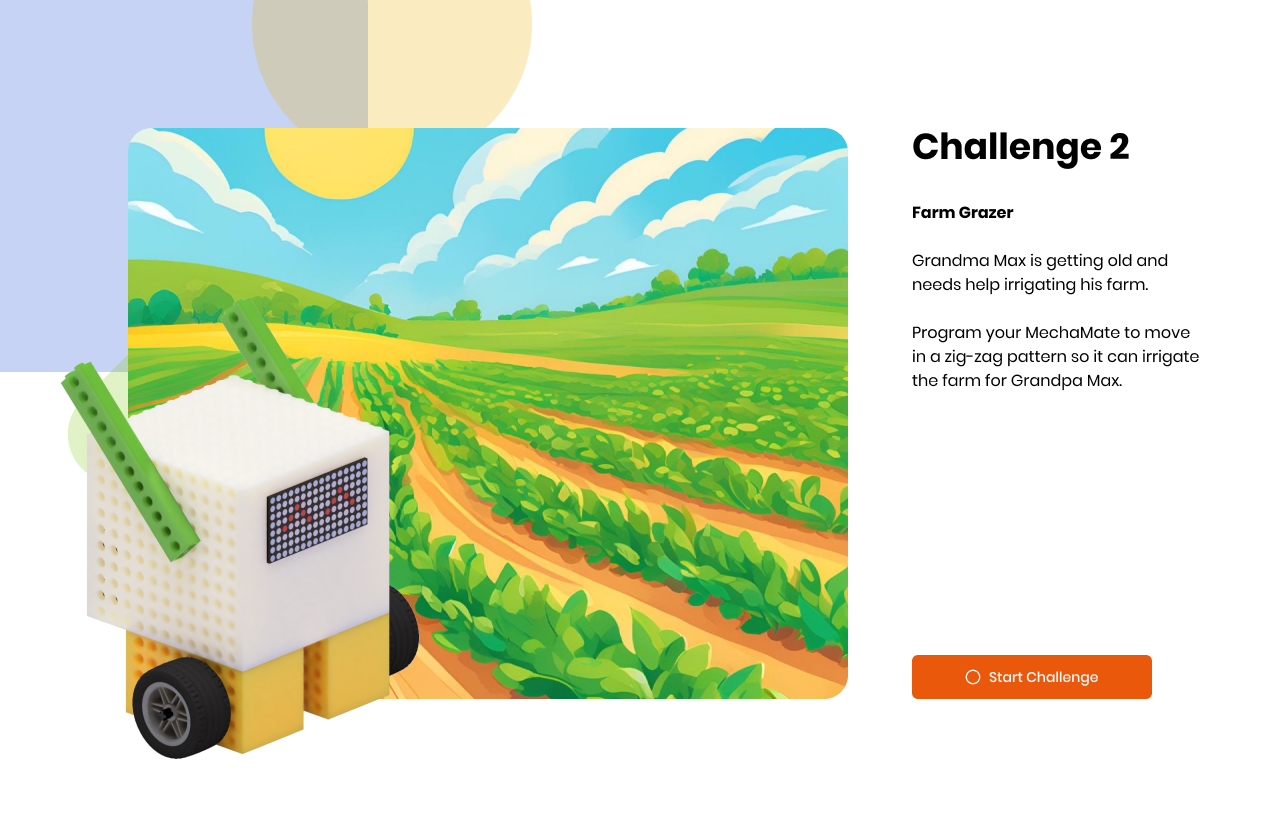 Challenge 2
Farm Grazer
Grandma Max is getting old and
needs help irrigating his farm.
Program your MechaMate to move
in a zig-zag pattern so it can irrigate
the farm for Grandpa Max.
Start Challenge